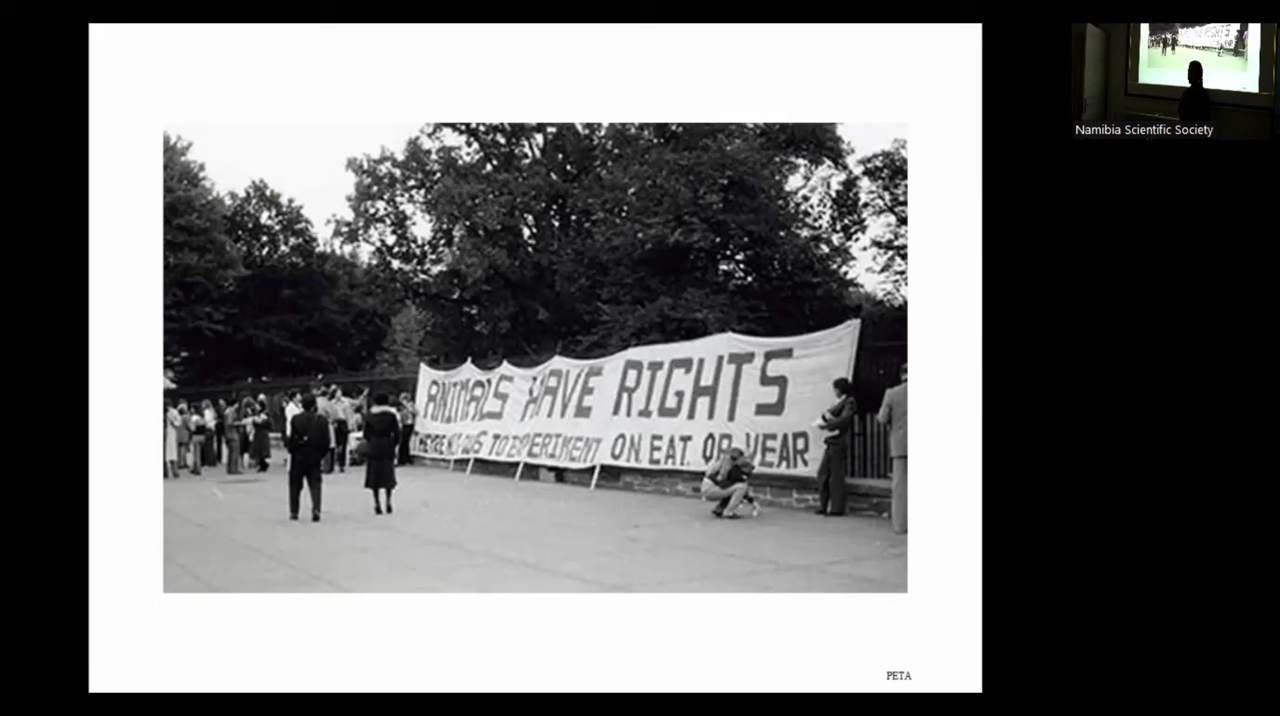 ANIMALS HAVE RIGHTS
TO EXPERIMENT ON, EAT, OR WEAR
PETA
Namibia Scientific Society